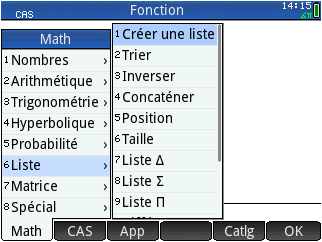 Fonction
CAS
14:15
Math
1 Nombres ›
2 Arithmétique ›
3 Trigonométrie ›
4 Hyperbolique ›
5 Probabilité ›
6 Liste ›
7 Matrice ›
8 Spécial ›
1 Créer une liste
2 Trier
3 Inverser
4 Concaténer
5 Position
6 Taille
7 Liste Δ
8 Liste Σ
9 Liste Π
Math CAS App Catlg OK